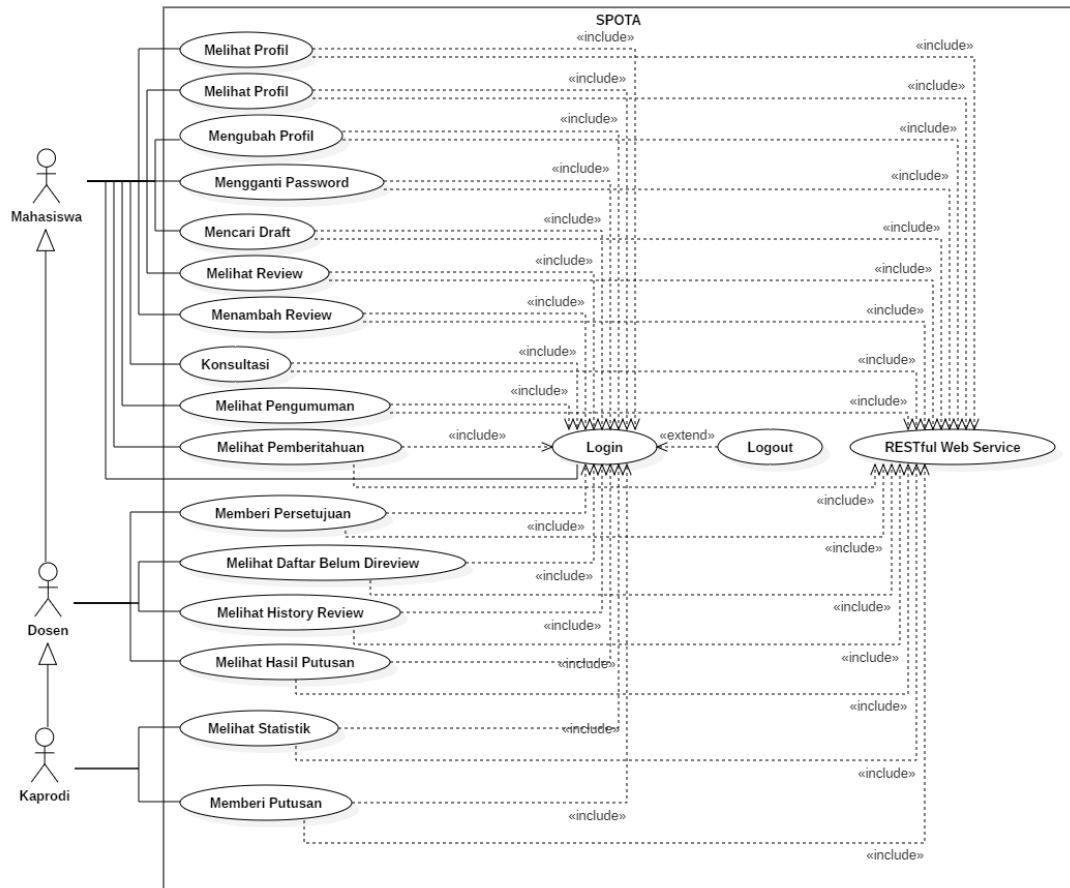 SPOTA
Melihat Profil
«include»
«include»
Melihat Profil
«include»
«include»
Mengubah Profil
«include»
«include»
Mengganti Password
«include»
«include»
Mahasiswa
Mencari Draft
«include»
«include»
Melihat Review
«include»
«include»
Menambah Review
«include»
«include»
Konsultasi
«include»
«include»
Melihat Pengumuman
«include»
«include»
Melihat Pemberitahuan
«include»
Login
«extend»
Logout
RESTful Web Service
«include»
Memberi Persetujuan
«include»
«include»
Melihat Daftar Belum Direview
«include»
«include»
Dosen
Melihat History Review
«include»
«include»
Melihat Hasil Putusan
«include»
«include»
Melihat Statistik
«include»
«include»
Kaprodi
Memberi Putusan
«include»
«include»